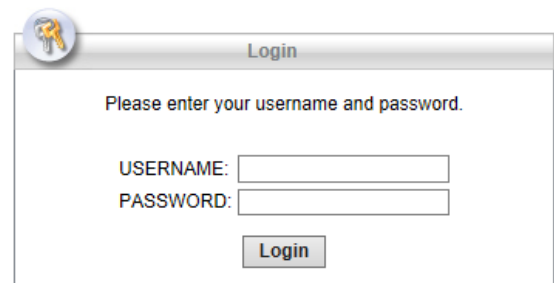 Login
Please enter your username and password.
USERNAME:
PASSWORD:
Login